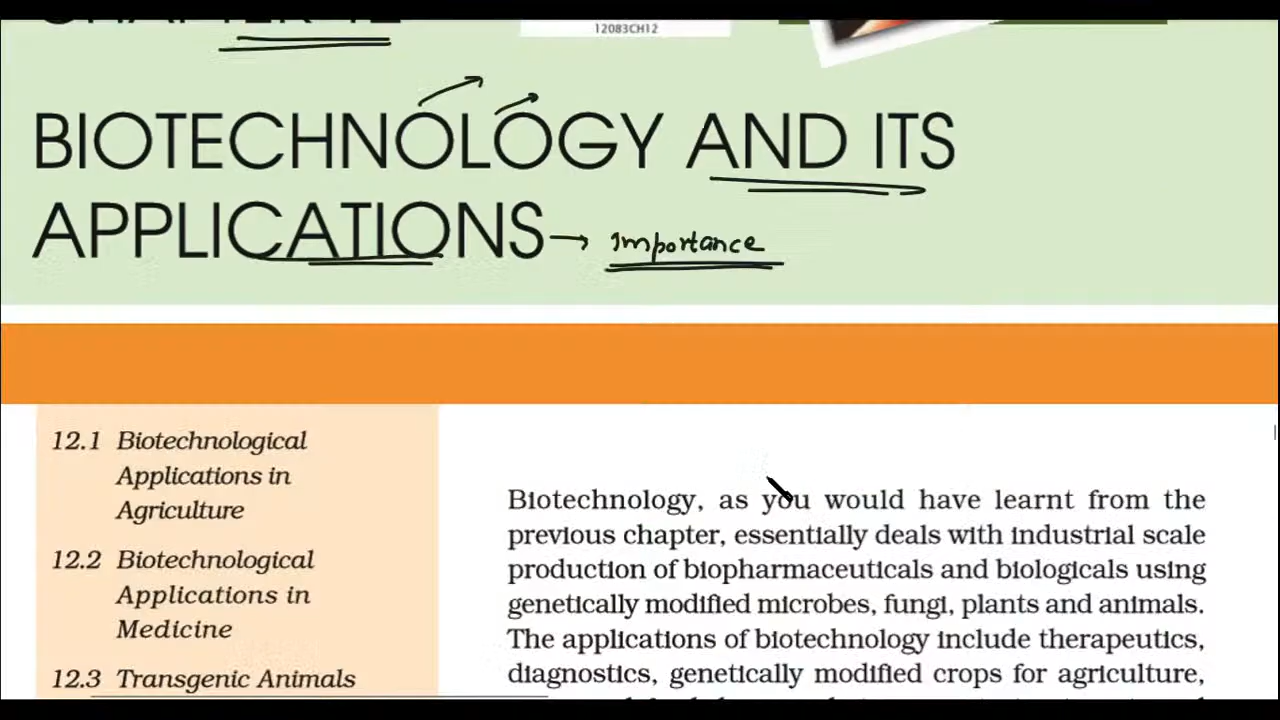 CHAPTER 12
12083CH12
BIOTECHNOLOGY AND ITS
APPLICATIONS → Importance
12.1 Biotechnological
Applications in
Agriculture
12.2 Biotechnological
Applications in
Medicine
12.3 Transgenic Animals
Biotechnology, as you would have learnt from the
previous chapter, essentially deals with industrial scale
production of biopharmaceuticals and biologicals using
genetically modified microbes, fungi, plants and animals.
The applications of biotechnology include therapeutics,
diagnostics, genetically modified crops for agriculture,